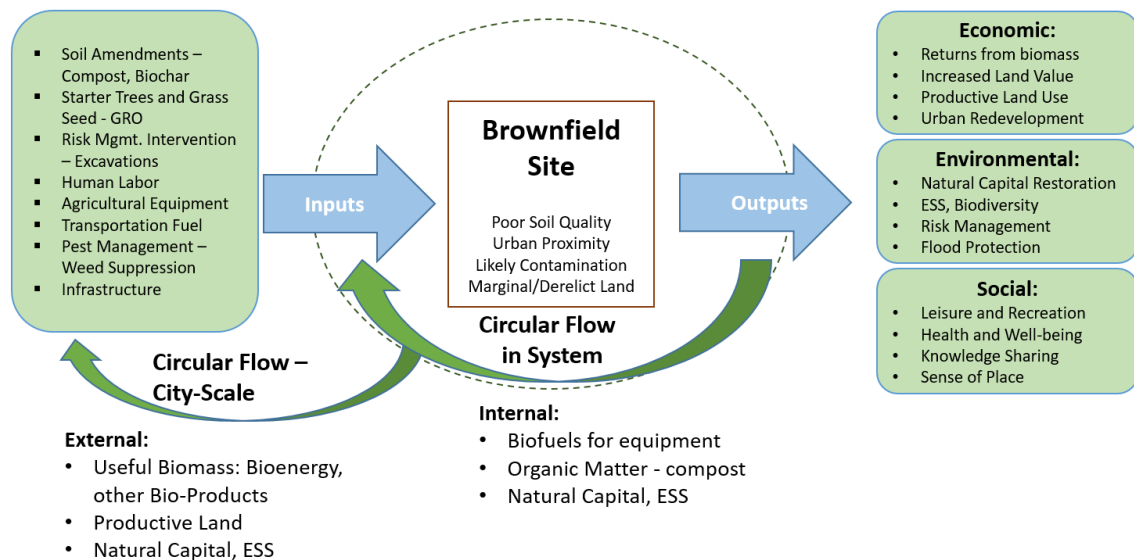 ▪ Soil Amendments –
Compost, Biochar
▪ Starter Trees and Grass
Seed - GRO
▪ Risk Mgmt. Intervention
– Excavations
▪ Human Labor
▪ Agricultural Equipment
▪ Transportation Fuel
▪ Pest Management –
Weed Suppression
▪ Infrastructure
Inputs
Brownfield
Site
Poor Soil Quality
Urban Proximity
Likely Contamination
Marginal/Derelict Land
Outputs
Economic:
• Returns from biomass
• Increased Land Value
• Productive Land Use
• Urban Redevelopment
Environmental:
• Natural Capital Restoration
• ESS, Biodiversity
• Risk Management
• Flood Protection
Social:
• Leisure and Recreation
• Health and Well-being
• Knowledge Sharing
• Sense of Place
Circular Flow –
City-Scale
External:
• Useful Biomass: Bioenergy,
other Bio-Products
• Productive Land
• Natural Capital, ESS
Circular Flow
in System
Internal:
• Biofuels for equipment
• Organic Matter - compost
• Natural Capital, ESS